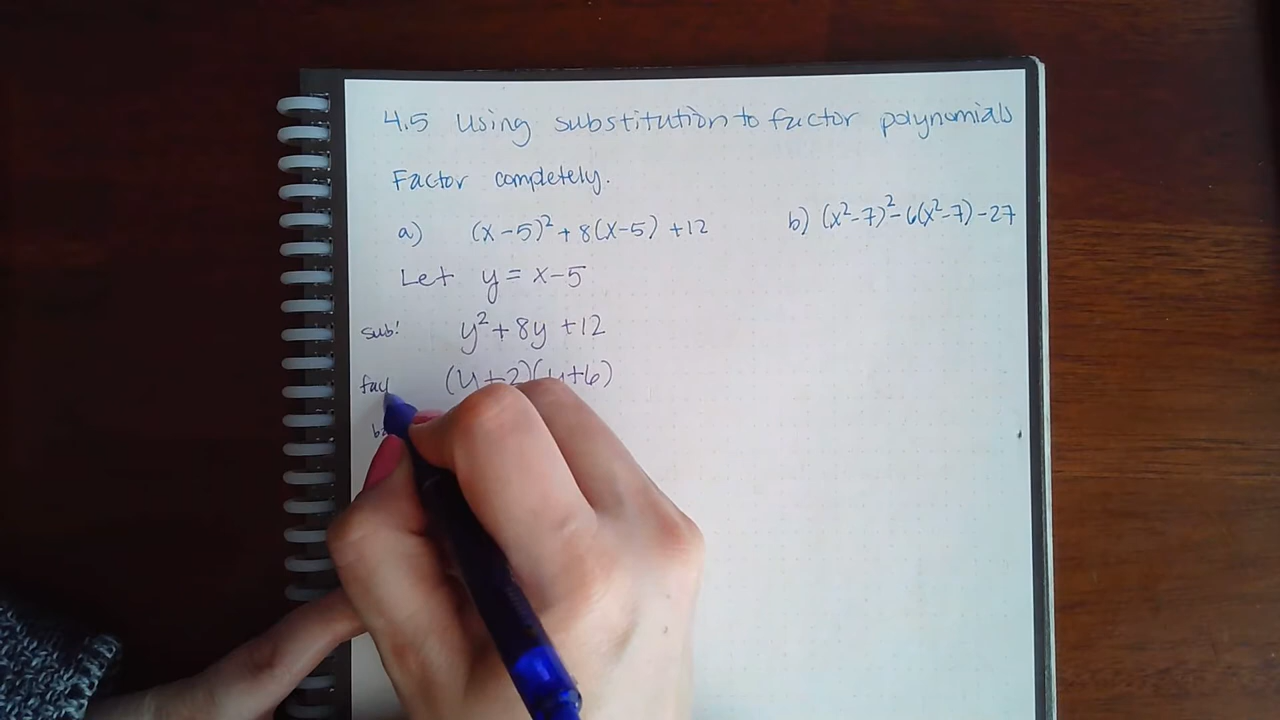 4.5 Using substitution to factor polynomials
Factor completely.
a) (x-5)²+8(x-5)+12
b) (x²-7)²-6(x²-7)-27
Let y = x-5
sub! y²+8y+12
(y+2)(y+6)